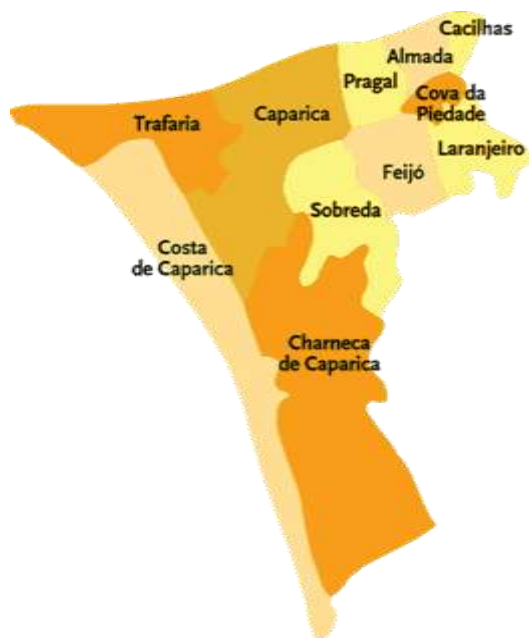 Cacilhas
Almada
Pragal
Cova da
Piedade
Trafaria
Caparica
Laranjeiro
Feijó
Sobreda
Costa
de Caparica
Charneca
de Caparica